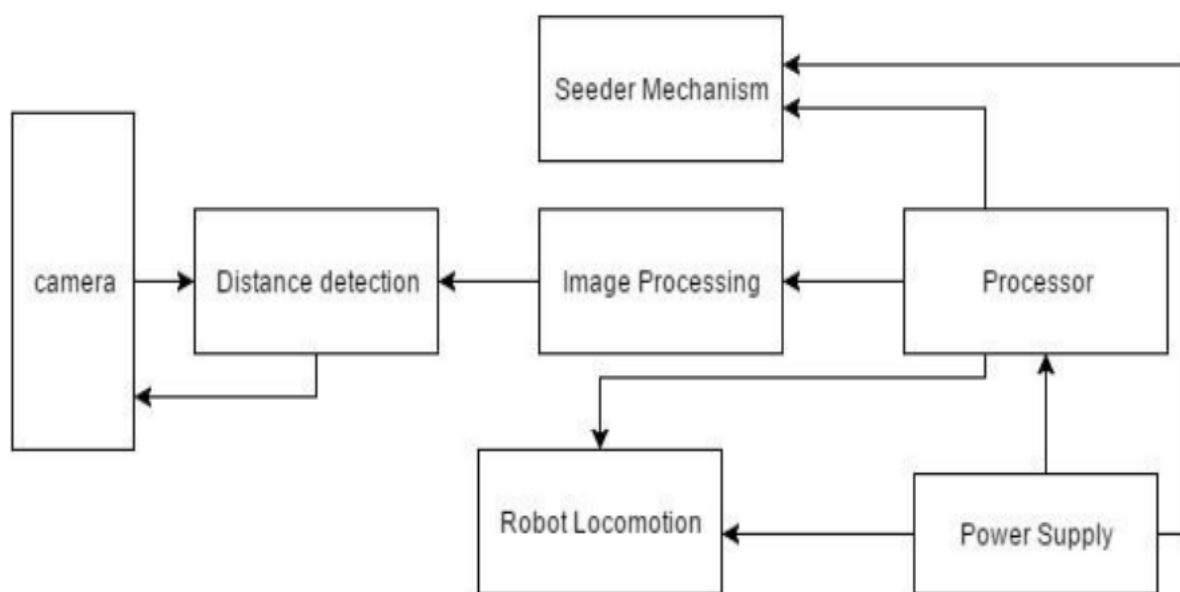 Seeder Mechanism
camera
Distance detection
Image Processing
Processor
Robot Locomotion
Power Supply